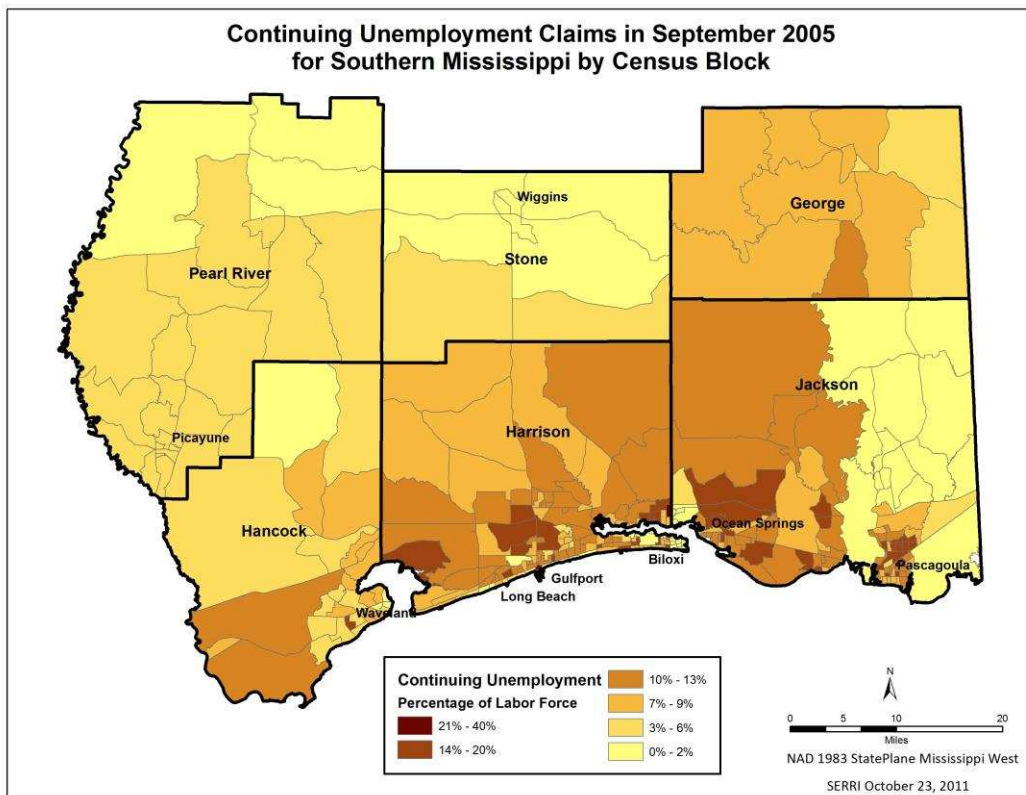 Continuing Unemployment Claims in September 2005
for Southern Mississippi by Census Block
Wiggins
George
Pearl River
Stone
Jackson
Picayune
Harrison
Hancock
Ocean Springs
Biloxi
Pascagoula
Gulfport
Long Beach
Waveland
Continuing Unemployment
Percentage of Labor Force
21% - 40%
14% - 20%
10% - 13%
7% - 9%
3% - 6%
0% - 2%
N
0 5 10 20
Miles
NAD 1983 StatePlane Mississippi West
SERRI October 23, 2011